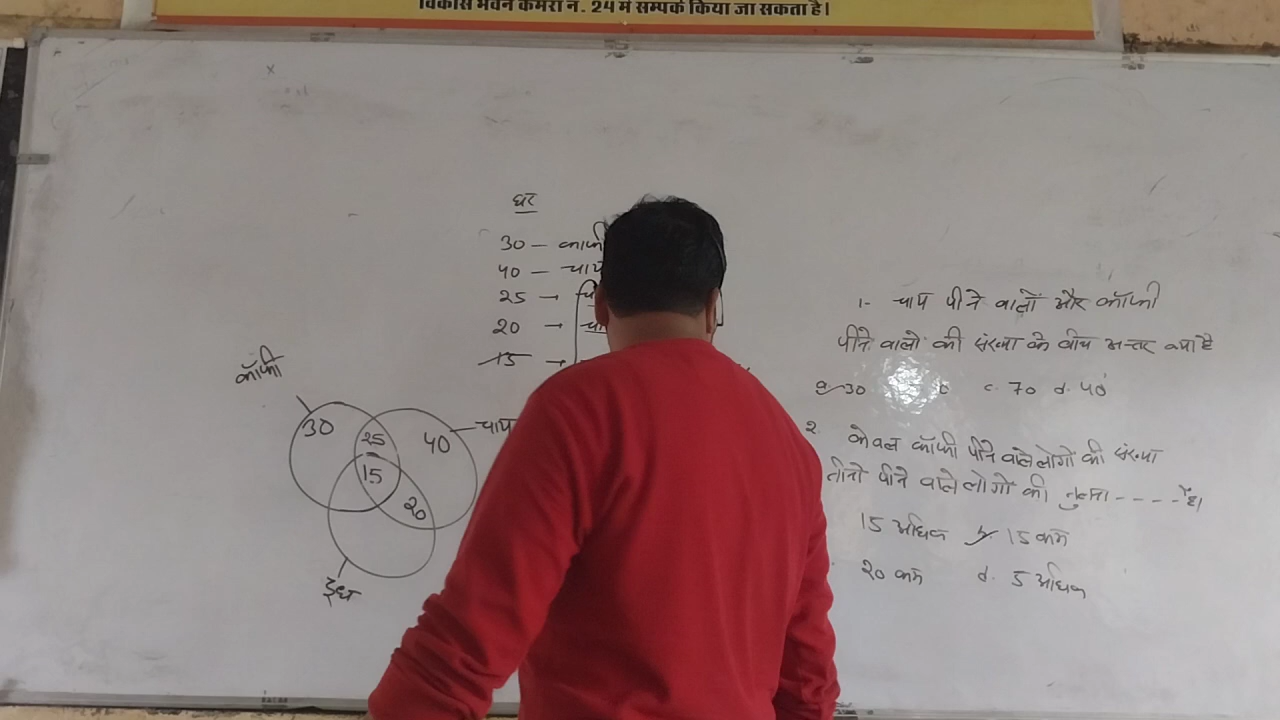 विकास भवन कमरा न. 24 में सम्पर्क किया जा सकता है।
घर
30 — काफी
40 — चाय
25 →
20 →
15 →
कॉफी
30
25
40
चाय
15
20
दूध
1- चाय पीने वालों और कॉफी
पीने वालो की संख्या के बीच अन्तर क्या है
a. 30 c. 70 d. 40
2. केवल कॉफी पीने वाले लोगों की संख्या
तीनो पीने वाले लोगों की तुलना - - - - है।
15 अधिक b. 15 कम
20 कम d. 5 अधिक